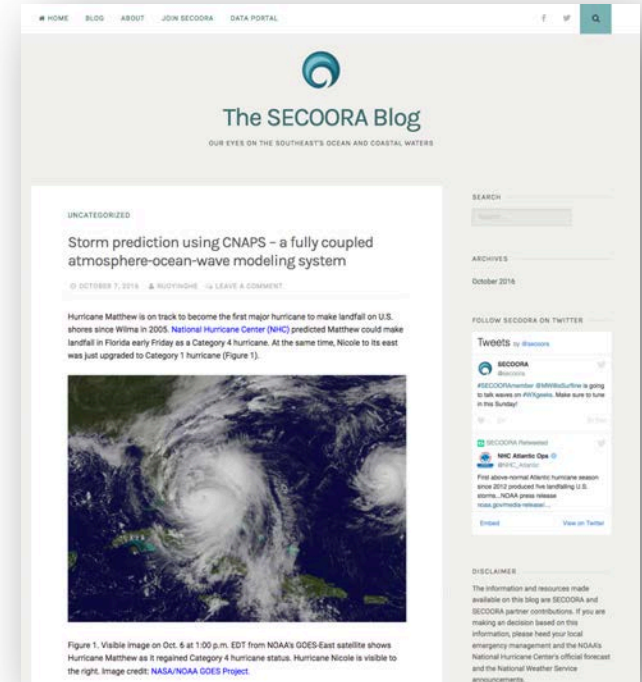 HOME BLOG ABOUT JOIN SECOORA DATA PORTAL
The SECOORA Blog
OUR EYES ON THE SOUTHEAST'S OCEAN AND COASTAL WATERS
UNCATEGORIZED
Storm prediction using CNAPS – a fully coupled
atmosphere-ocean-wave modeling system
OCTOBER 7, 2016 RUOYINGHE LEAVE A COMMENT
Hurricane Matthew is on track to become the first major hurricane to make landfall on U.S.
shores since Wilma in 2005. National Hurricane Center (NHC) predicted Matthew could make
landfall in Florida early Friday as a Category 4 hurricane. At the same time, Nicole to its east
was just upgraded to Category 1 hurricane (Figure 1).
Figure 1. Visible image on Oct. 6 at 1:00 p.m. EDT from NOAA's GOES-East satellite shows
Hurricane Matthew as it regained Category 4 hurricane status. Hurricane Nicole is visible to
the right. Image credit: NASA/NOAA GOES Project.
SEARCH
ARCHIVES
October 2016
FOLLOW SECOORA ON TWITTER
Tweets by @secoora
SECOORA
@secoora
#SECOORAmember @MWilloSurfline is going
to talk waves on #WXgeeks. Make sure to tune
in this Sunday!
SECOORA Retweeted
NHC Atlantic Ops
@NHC_Atlantic
First above-normal Atlantic hurricane season
since 2012 produced five landfalling U.S.
storms...NOAA press release
noaa.gov/media-release/...
Embed View on Twitter
DISCLAIMER
The information and resources made
available on this blog are SECOORA and
SECOORA partner contributions. If you are
making an decision based on this
information, please heed your local
emergency management and the NOAA's
National Hurricane Center's official forecast
and the National Weather Service
announcements.